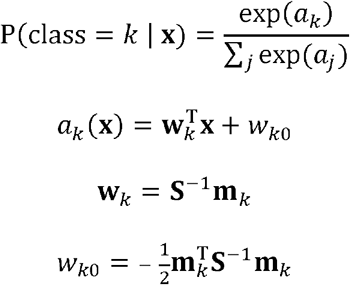 P(class = k | x) = exp(a_k) / ∑_j exp(a_j)
a_k(x) = w_k^T x + w_k0
w_k = S^−1 m_k
w_k0 = − 1/2 m_k^T S^−1 m_k